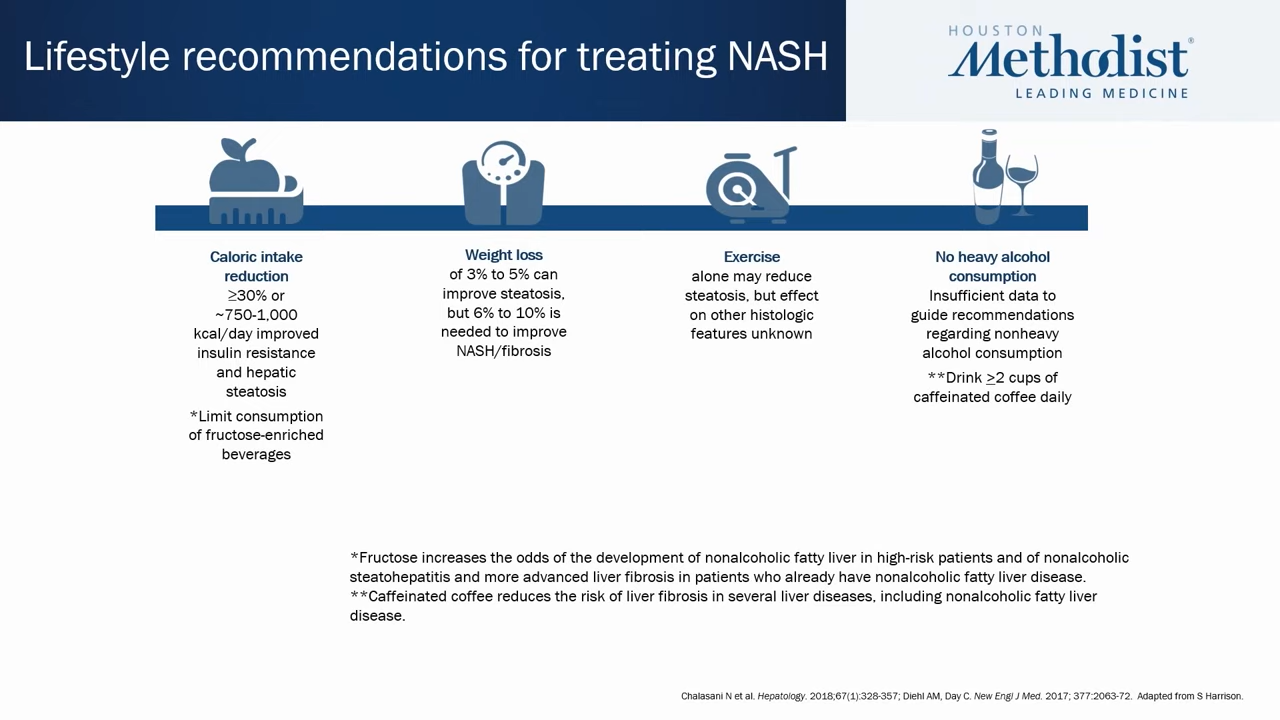 Lifestyle recommendations for treating NASH
HOUSTON
Methodist®
LEADING MEDICINE
Caloric intake
reduction
≥30% or
~750-1,000
kcal/day improved
insulin resistance
and hepatic
steatosis
*Limit consumption
of fructose-enriched
beverages
Weight loss
of 3% to 5% can
improve steatosis,
but 6% to 10% is
needed to improve
NASH/fibrosis
Exercise
alone may reduce
steatosis, but effect
on other histologic
features unknown
No heavy alcohol
consumption
Insufficient data to
guide recommendations
regarding nonheavy
alcohol consumption
**Drink ≥2 cups of
caffeinated coffee daily
*Fructose increases the odds of the development of nonalcoholic fatty liver in high-risk patients and of nonalcoholic
steatohepatitis and more advanced liver fibrosis in patients who already have nonalcoholic fatty liver disease.
**Caffeinated coffee reduces the risk of liver fibrosis in several liver diseases, including nonalcoholic fatty liver
disease.
Chalasani N et al. Hepatology. 2018;67(1):328-357; Diehl AM, Day C. New Engl J Med. 2017; 377:2063-72. Adapted from S Harrison.